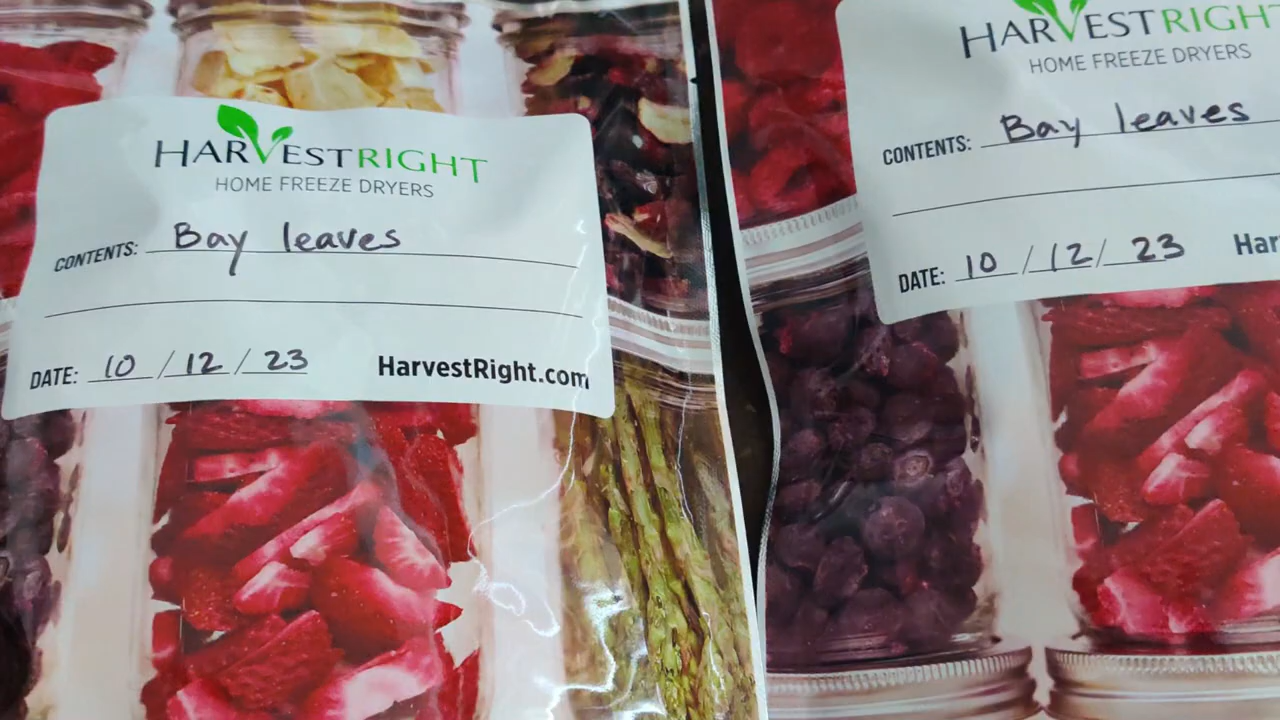 HARVESTRIGHT
HOME FREEZE DRYERS
CONTENTS: Bay leaves
DATE: 10 / 12 / 23 HarvestRight.com
HARVESTRIGHT
HOME FREEZE DRYERS
CONTENTS: Bay leaves
DATE: 10 / 12 / 23 Har